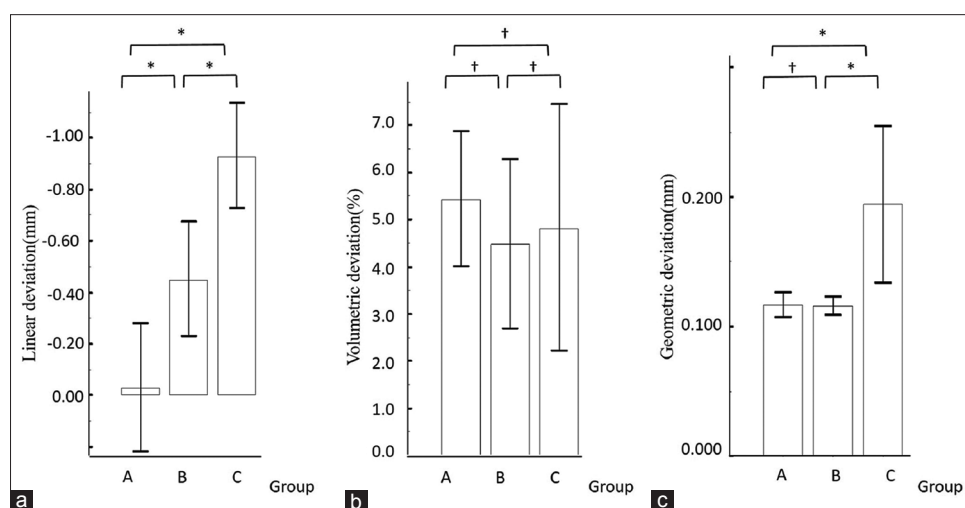 *
*
*
Linear deviation(mm)
-1.00
-0.80
-0.60
-0.40
-0.20
0.00
A B C
Group
a
†
†
†
Volumetric deviation(%)
7.0
6.0
5.0
4.0
3.0
2.0
1.0
0.0
A B C
Group
b
*
†
*
Geometric deviation(mm)
0.200
0.100
0.000
A B C
Group
c